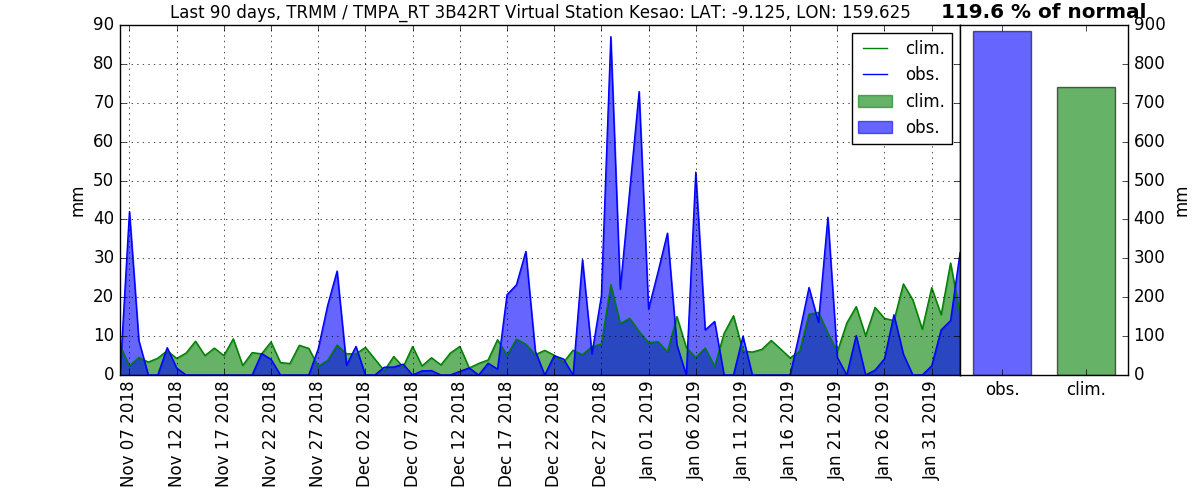 Last 90 days, TRMM / TMPA_RT 3B42RT Virtual Station Kesao: LAT: -9.125, LON: 159.625
119.6 % of normal
90
80
70
60
50
40
30
20
10
0
mm
clim.
obs.
clim.
obs.
900
800
700
600
500
400
300
200
100
0
mm
Nov 07 2018
Nov 12 2018
Nov 17 2018
Nov 22 2018
Nov 27 2018
Dec 02 2018
Dec 07 2018
Dec 12 2018
Dec 17 2018
Dec 22 2018
Dec 27 2018
Jan 01 2019
Jan 06 2019
Jan 11 2019
Jan 16 2019
Jan 21 2019
Jan 26 2019
Jan 31 2019
obs.
clim.